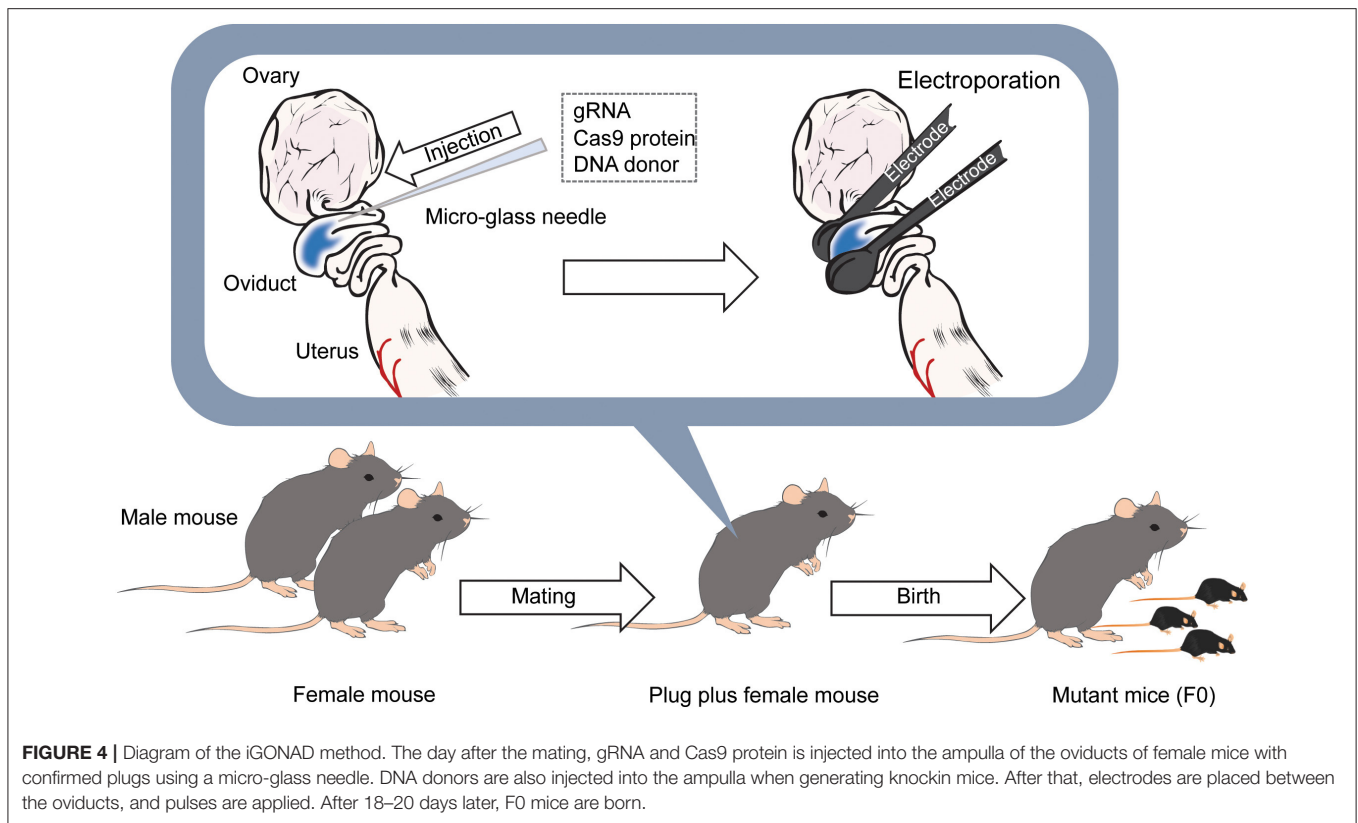 Ovary
Injection
gRNA
Cas9 protein
DNA donor
Micro-glass needle
Oviduct
Uterus
Electroporation
Electrode
Electrode
Male mouse
Mating
Birth
Female mouse
Plug plus female mouse
Mutant mice (F0)
FIGURE 4 | Diagram of the iGONAD method. The day after the mating, gRNA and Cas9 protein is injected into the ampulla of the oviducts of female mice with
confirmed plugs using a micro-glass needle. DNA donors are also injected into the ampulla when generating knockin mice. After that, electrodes are placed between
the oviducts, and pulses are applied. After 18–20 days later, F0 mice are born.